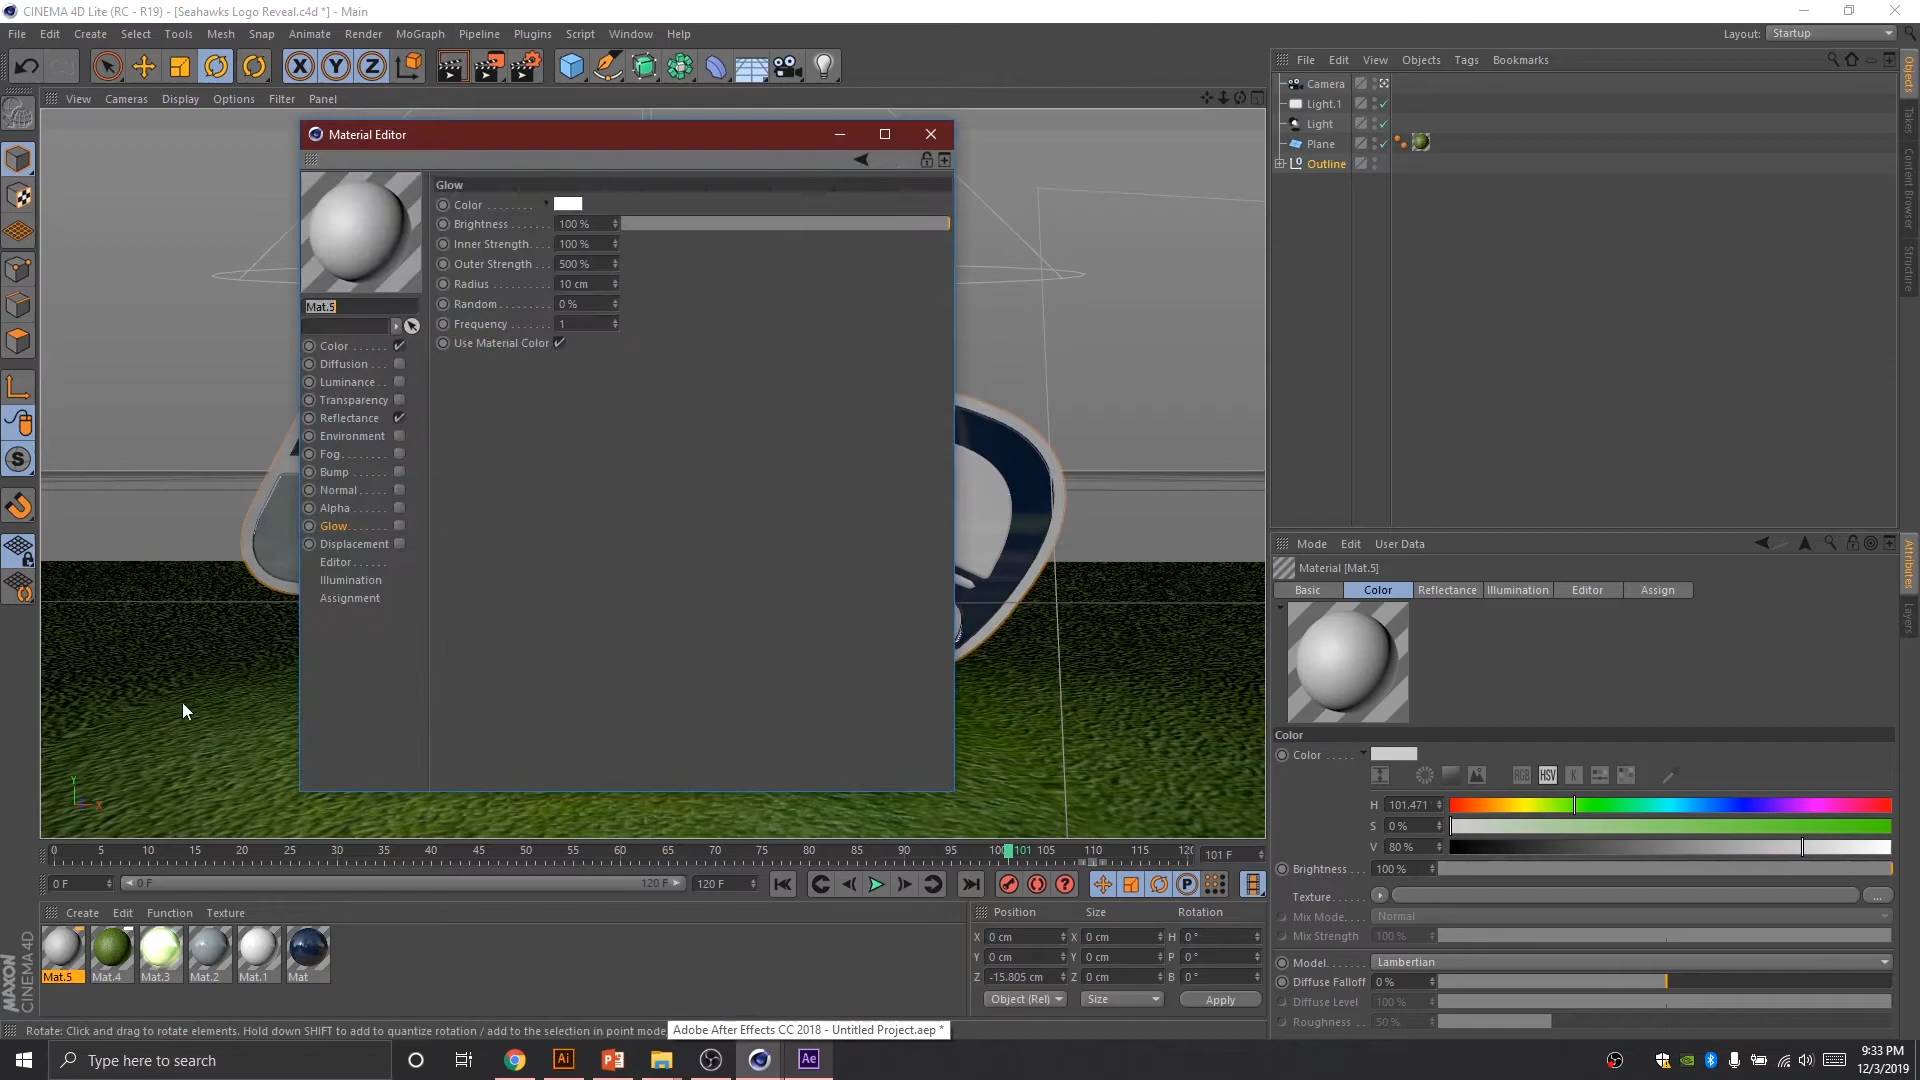 CINEMA 4D Lite (RC - R19) - [Seahawks Logo Reveal.c4d *] - Main
File Edit Create Select Tools Mesh Snap Animate Render MoGraph Pipeline Plugins Script Window Help
Layout: Startup
X Y Z
File Edit View Objects Tags Bookmarks
View Cameras Display Options Filter Panel
Camera
Light.1
Light
Plane
Outline
Objects
Takes
Content Browser
Structure
Material Editor
Mat.5
Color
Diffusion
Luminance
Transparency
Reflectance
Environment
Fog
Bump
Normal
Alpha
Glow
Displacement
Editor
Illumination
Assignment
Glow
Color
Brightness 100 %
Inner Strength 100 %
Outer Strength 500 %
Radius 10 cm
Random 0 %
Frequency 1
Use Material Color
Mode Edit User Data
Material [Mat.5]
Basic Color Reflectance Illumination Editor Assign
Attributes
Layers
Color
Color
RGB HSV K
H 101.471 °
S 0 %
V 80 %
Brightness 100 %
Texture ...
Mix Mode Normal
Mix Strength 100 %
Model Lambertian
Diffuse Falloff 0 %
Diffuse Level 100 %
Roughness 50 %
Y
X
0 5 10 15 20 25 30 35 40 45 50 55 60 65 70 75 80 85 90 95 100 101 105 110 115 120
101 F
0 F 0 F 120 F 120 F
Create Edit Function Texture
Mat.5 Mat.4 Mat.3 Mat.2 Mat.1 Mat
Position Size Rotation
X 0 cm X 0 cm H 0 °
Y 0 cm Y 0 cm P 0 °
Z -15.805 cm Z 0 cm B 0 °
Object (Rel) Size Apply
MAXON
CINEMA 4D
Rotate: Click and drag to rotate elements. Hold down SHIFT to add to quantize rotation / add to the selection in point mode
Adobe After Effects CC 2018 - Untitled Project.aep *
Type here to search
Ai
Ae
9:33 PM
12/3/2019